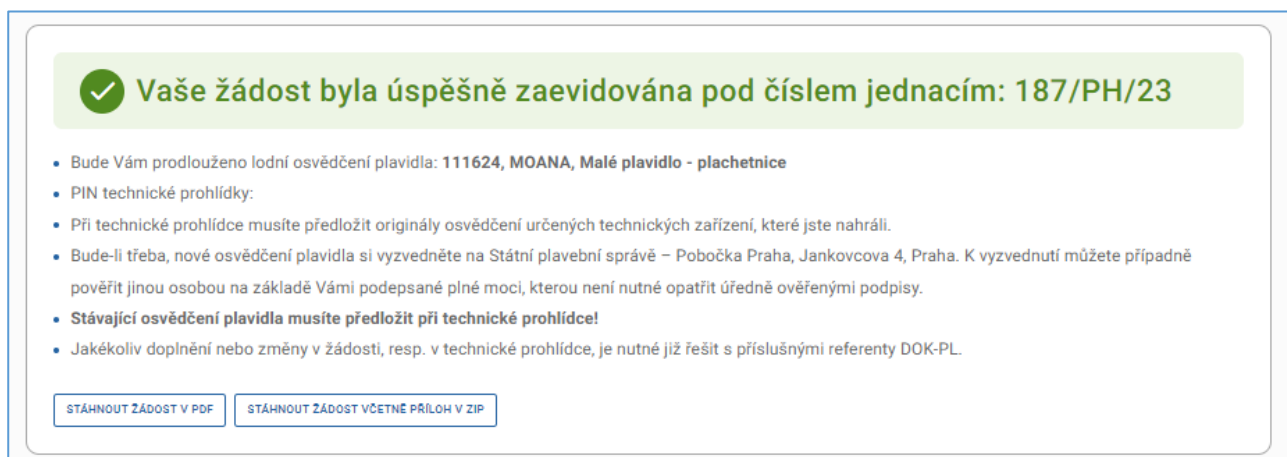 Vaše žádost byla úspěšně zaevidována pod číslem jednacím: 187/PH/23
Bude Vám prodlouženo lodní osvědčení plavidla: 111624, MOANA, Malé plavidlo - plachetnice
PIN technické prohlídky:
Při technické prohlídce musíte předložit originály osvědčení určených technických zařízení, které jste nahráli.
Bude-li třeba, nové osvědčení plavidla si vyzvedněte na Státní plavební správě – Pobočka Praha, Jankovcova 4, Praha. K vyzvednutí můžete případně
pověřit jinou osobou na základě Vámi podepsané plné moci, kterou není nutné opatřit úředně ověřenými podpisy.
Stávající osvědčení plavidla musíte předložit při technické prohlídce!
Jakékoliv doplnění nebo změny v žádosti, resp. v technické prohlídce, je nutné již řešit s příslušnými referenty DOK-PL.
STÁHNOUT ŽÁDOST V PDF
STÁHNOUT ŽÁDOST VČETNĚ PŘÍLOH V ZIP